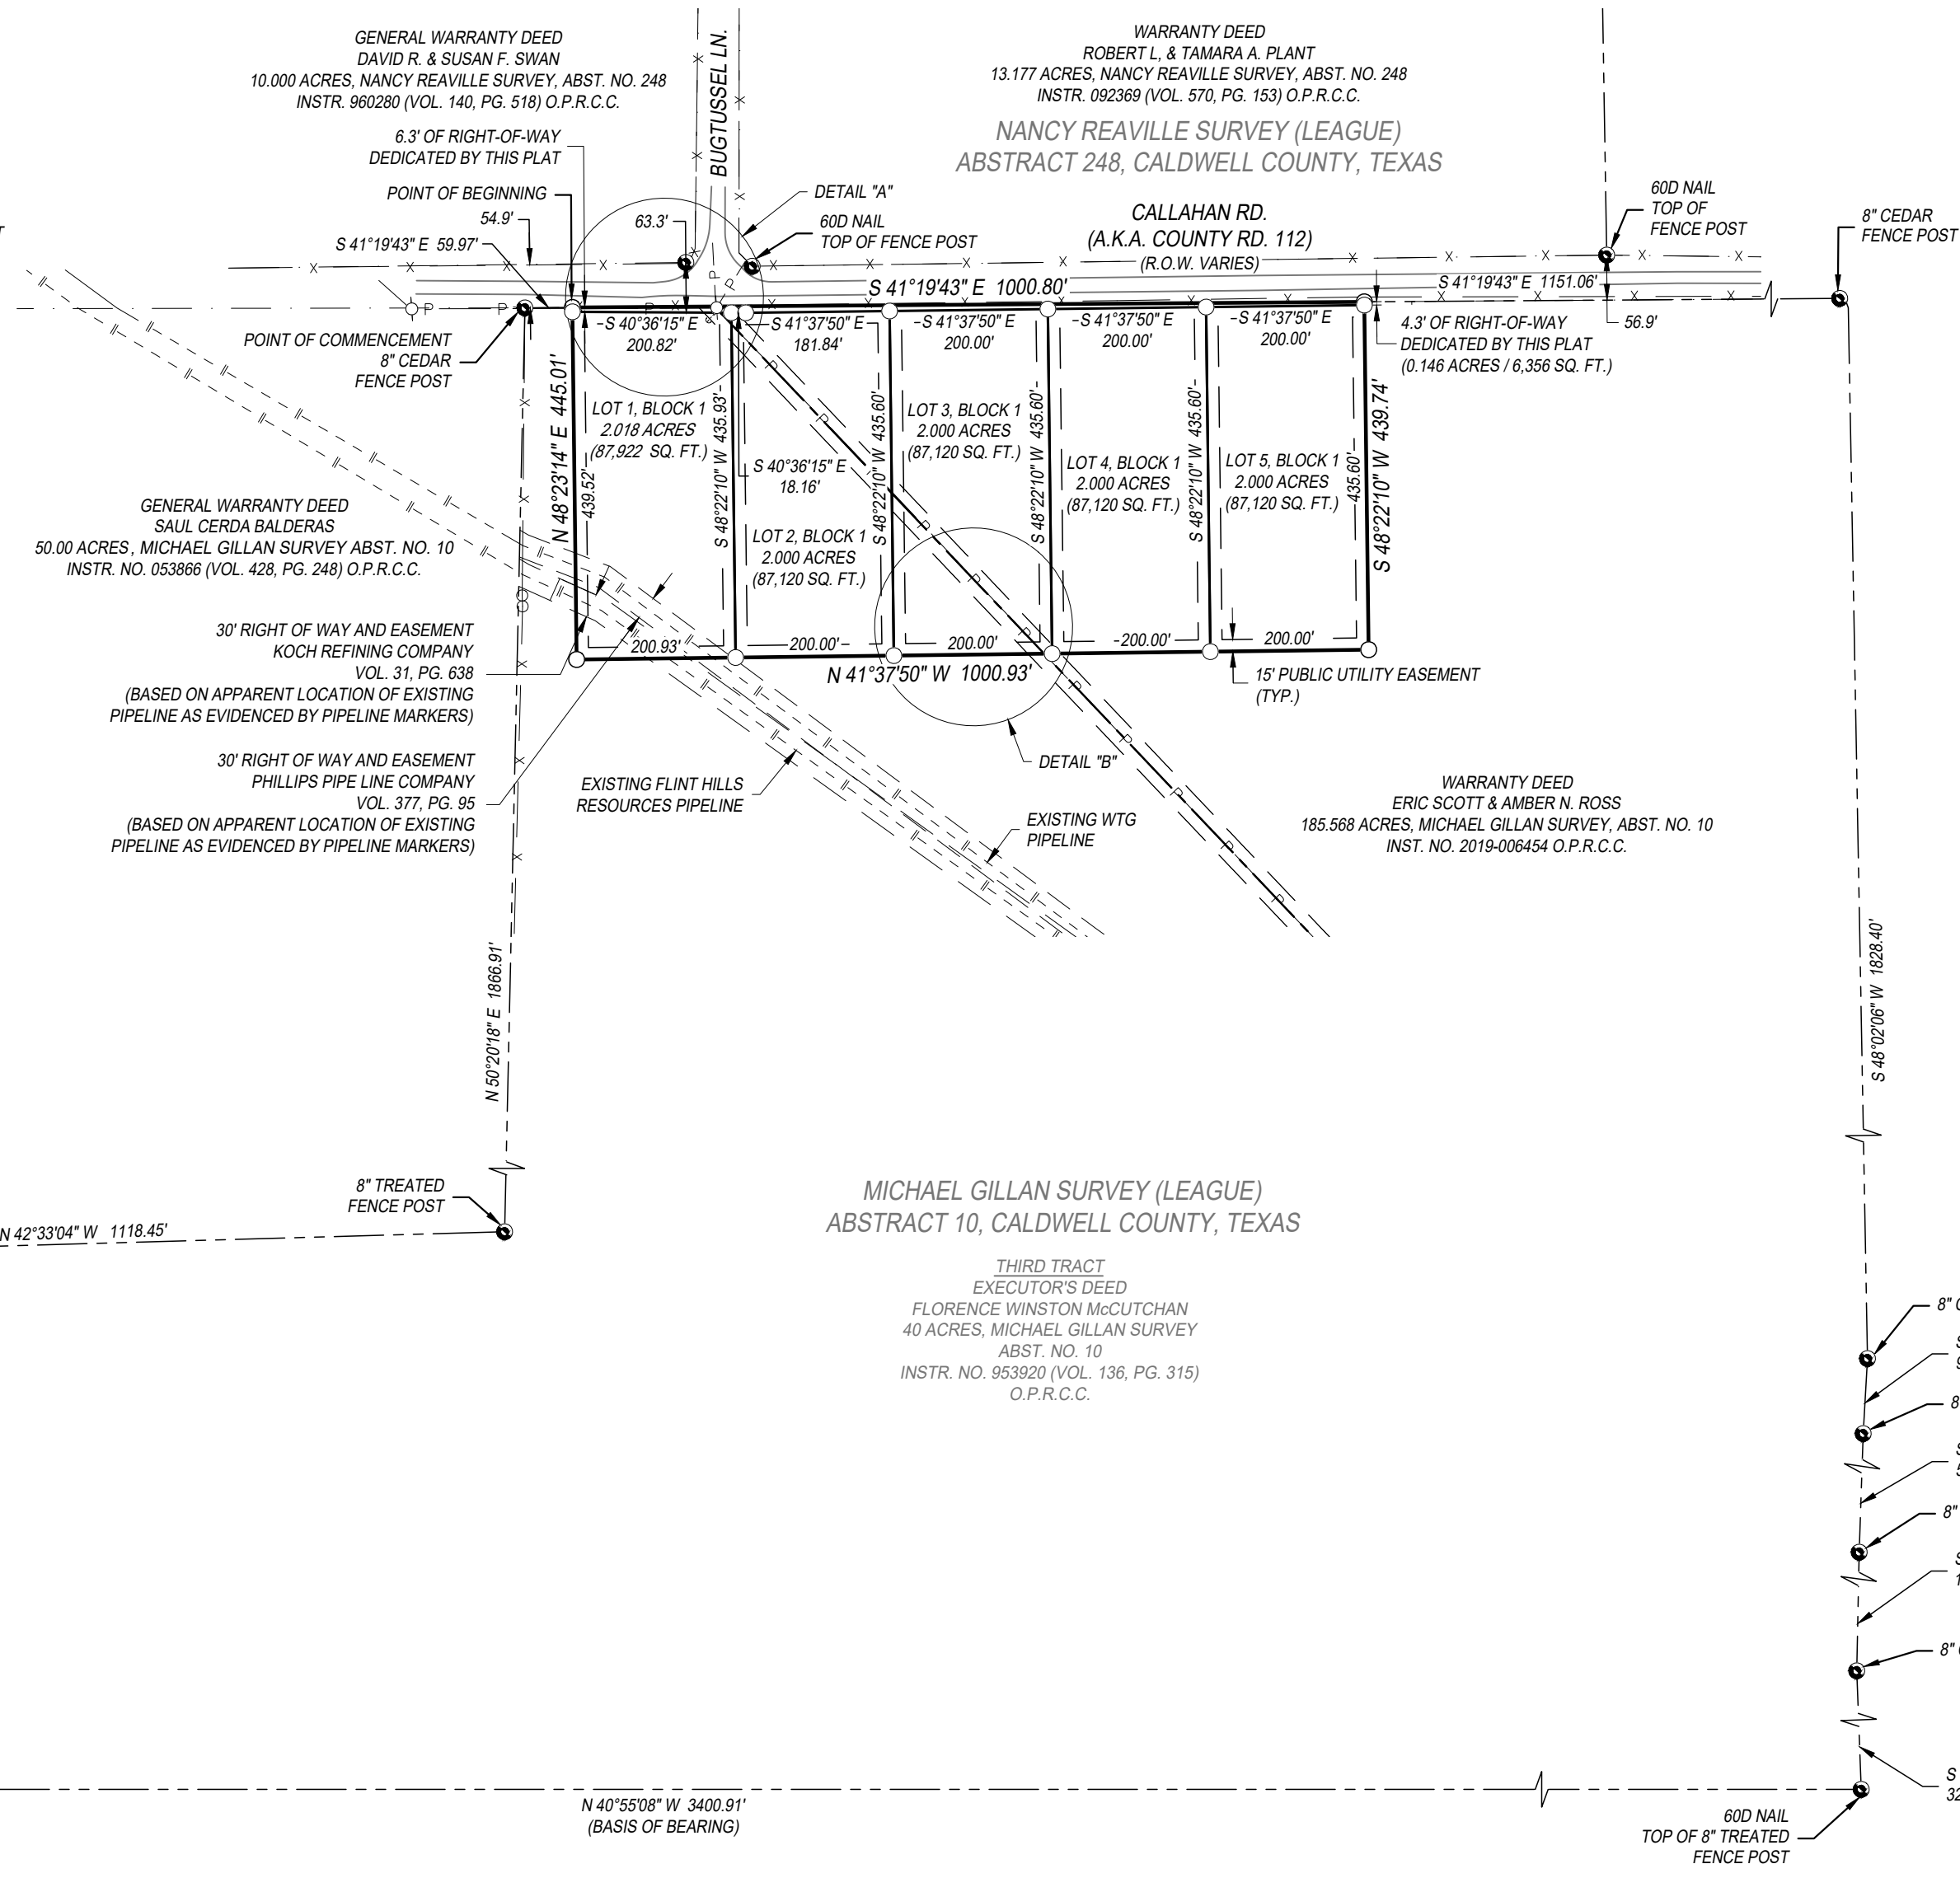 GENERAL WARRANTY DEED
DAVID R. & SUSAN F. SWAN
10.000 ACRES, NANCY REAVILLE SURVEY, ABST. NO. 248
INSTR. 960280 (VOL. 140, PG. 518) O.P.R.C.C.
BUGTUSSEL LN.
WARRANTY DEED
ROBERT L, & TAMARA A. PLANT
13.177 ACRES, NANCY REAVILLE SURVEY, ABST. NO. 248
INSTR. 092369 (VOL. 570, PG. 153) O.P.R.C.C.
NANCY REAVILLE SURVEY (LEAGUE)
ABSTRACT 248, CALDWELL COUNTY, TEXAS
6.3' OF RIGHT-OF-WAY
DEDICATED BY THIS PLAT
POINT OF BEGINNING
54.9'
S 41°19'43" E 59.97'
63.3'
DETAIL "A"
60D NAIL
TOP OF FENCE POST
CALLAHAN RD.
(A.K.A. COUNTY RD. 112)
(R.O.W. VARIES)
60D NAIL
TOP OF
FENCE POST
8" CEDAR
FENCE POST
S 41°19'43" E 1000.80'
S 41°19'43" E 1151.06'
POINT OF COMMENCEMENT
8" CEDAR
FENCE POST
S 40°36'15" E
200.82'
S 41°37'50" E
181.84'
S 41°37'50" E
200.00'
S 41°37'50" E
200.00'
S 41°37'50" E
200.00'
4.3' OF RIGHT-OF-WAY
DEDICATED BY THIS PLAT
(0.146 ACRES / 6,356 SQ. FT.)
56.9'
N 48°23'14" E 445.01'
439.52'
LOT 1, BLOCK 1
2.018 ACRES
(87,922 SQ. FT.)
S 48°22'10" W 435.93'
S 40°36'15" E
18.16'
LOT 2, BLOCK 1
2.000 ACRES
(87,120 SQ. FT.)
S 48°22'10" W 435.60'
LOT 3, BLOCK 1
2.000 ACRES
(87,120 SQ. FT.)
S 48°22'10" W 435.60'
LOT 4, BLOCK 1
2.000 ACRES
(87,120 SQ. FT.)
S 48°22'10" W 435.60'
LOT 5, BLOCK 1
2.000 ACRES
(87,120 SQ. FT.)
435.60'
S 48°22'10" W 439.74'
GENERAL WARRANTY DEED
SAUL CERDA BALDERAS
50.00 ACRES, MICHAEL GILLAN SURVEY ABST. NO. 10
INSTR. NO. 053866 (VOL. 428, PG. 248) O.P.R.C.C.
200.93'
200.00'
200.00'
200.00'
200.00'
N 41°37'50" W 1000.93'
15' PUBLIC UTILITY EASEMENT
(TYP.)
30' RIGHT OF WAY AND EASEMENT
KOCH REFINING COMPANY
VOL. 31, PG. 638
(BASED ON APPARENT LOCATION OF EXISTING
PIPELINE AS EVIDENCED BY PIPELINE MARKERS)
30' RIGHT OF WAY AND EASEMENT
PHILLIPS PIPE LINE COMPANY
VOL. 377, PG. 95
(BASED ON APPARENT LOCATION OF EXISTING
PIPELINE AS EVIDENCED BY PIPELINE MARKERS)
EXISTING FLINT HILLS
RESOURCES PIPELINE
DETAIL "B"
EXISTING WTG
PIPELINE
WARRANTY DEED
ERIC SCOTT & AMBER N. ROSS
185.568 ACRES, MICHAEL GILLAN SURVEY, ABST. NO. 10
INST. NO. 2019-006454 O.P.R.C.C.
N 50°20'18" E 1866.91'
S 48°02'06" W 1828.40'
8" TREATED
FENCE POST
N 42°33'04" W 1118.45'
MICHAEL GILLAN SURVEY (LEAGUE)
ABSTRACT 10, CALDWELL COUNTY, TEXAS
THIRD TRACT
EXECUTOR'S DEED
FLORENCE WINSTON McCUTCHAN
40 ACRES, MICHAEL GILLAN SURVEY
ABST. NO. 10
INSTR. NO. 953920 (VOL. 136, PG. 315)
O.P.R.C.C.
8"
8"
8"
8"
S
32
N 40°55'08" W 3400.91'
(BASIS OF BEARING)
60D NAIL
TOP OF 8" TREATED
FENCE POST